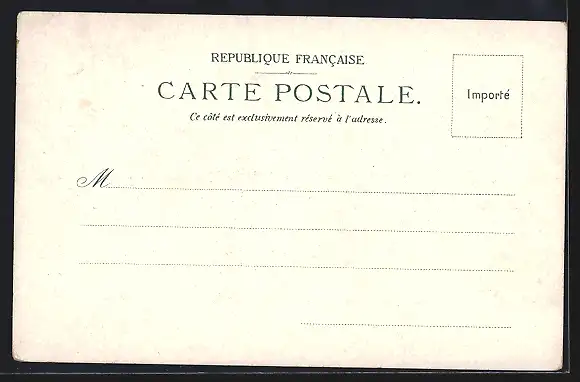 REPUBLIQUE FRANÇAISE
CARTE POSTALE.
Importé
Ce côté est exclusivement réservé à l'adresse.
M